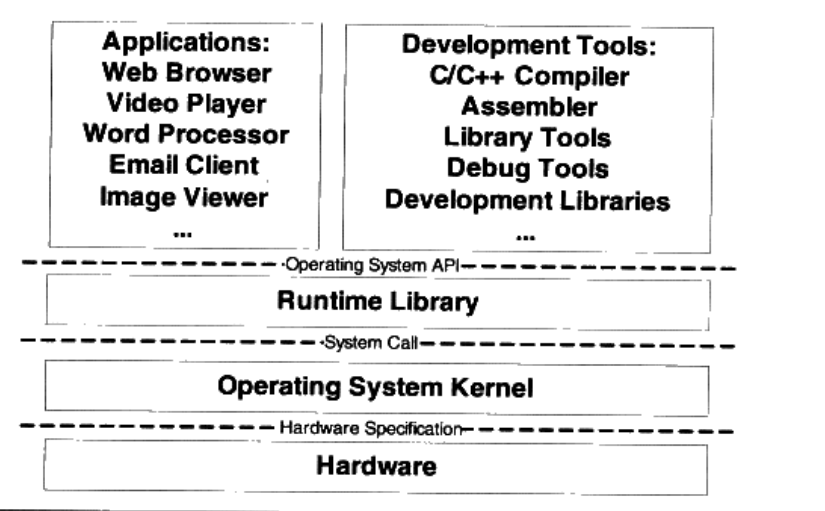 Applications:
Web Browser
Video Player
Word Processor
Email Client
Image Viewer
...
Development Tools:
C/C++ Compiler
Assembler
Library Tools
Debug Tools
Development Libraries
...
Operating System API
Runtime Library
System Call
Operating System Kernel
Hardware Specification
Hardware